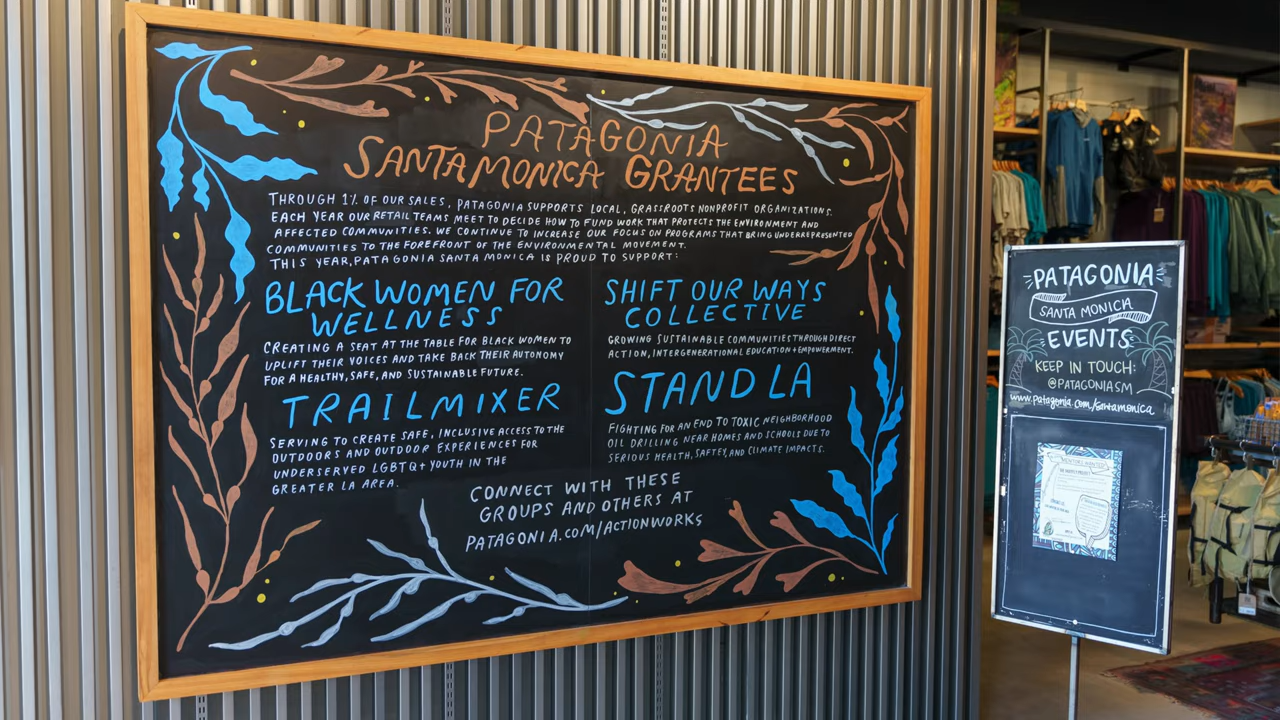 PATAGONIA
SANTA MONICA GRANTEES
THROUGH 1% OF OUR SALES, PATAGONIA SUPPORTS LOCAL, GRASSROOTS NONPROFIT ORGANIZATIONS.
EACH YEAR OUR RETAIL TEAMS MEET TO DECIDE HOW TO FUND WORK THAT PROTECTS THE ENVIRONMENT AND
AFFECTED COMMUNITIES. WE CONTINUE TO INCREASE OUR FOCUS ON PROGRAMS THAT BRING UNDERREPRESENTED
COMMUNITIES TO THE FOREFRONT OF THE ENVIRONMENTAL MOVEMENT.
THIS YEAR, PATAGONIA SANTA MONICA IS PROUD TO SUPPORT:
BLACK WOMEN FOR
WELLNESS
CREATING A SEAT AT THE TABLE FOR BLACK WOMEN TO
UPLIFT THEIR VOICES AND TAKE BACK THEIR AUTONOMY
FOR A HEALTHY, SAFE, AND SUSTAINABLE FUTURE.
TRAILMIXER
SERVING TO CREATE SAFE, INCLUSIVE ACCESS TO THE
OUTDOORS AND OUTDOOR EXPERIENCES FOR
UNDERSERVED LGBTQ+ YOUTH IN THE
GREATER LA AREA.
SHIFT OUR WAYS
COLLECTIVE
GROWING SUSTAINABLE COMMUNITIES THROUGH DIRECT
ACTION, INTERGENERATIONAL EDUCATION + EMPOWERMENT.
STAND LA
FIGHTING FOR AN END TO TOXIC NEIGHBORHOOD
OIL DRILLING NEAR HOMES AND SCHOOLS DUE TO
SERIOUS HEALTH, SAFTEY, AND CLIMATE IMPACTS.
CONNECT WITH THESE
GROUPS AND OTHERS AT
PATAGONIA.COM/ACTIONWORKS
PATAGONIA
SANTA MONICA
EVENTS
KEEP IN TOUCH:
@PATAGONIASM
www.patagonia.com/santamonica